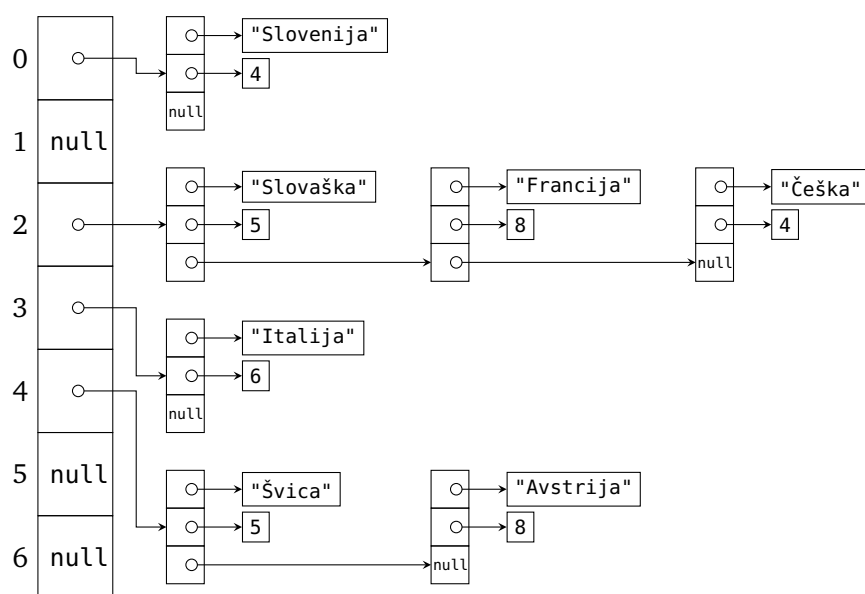 "Slovenija"
0
4
null
1 null
"Slovaška" "Francija" "Češka"
2
5 8 4
null
3
"Italija"
6
4
null
5 null
"Švica" "Avstrija"
5 8
6 null
null